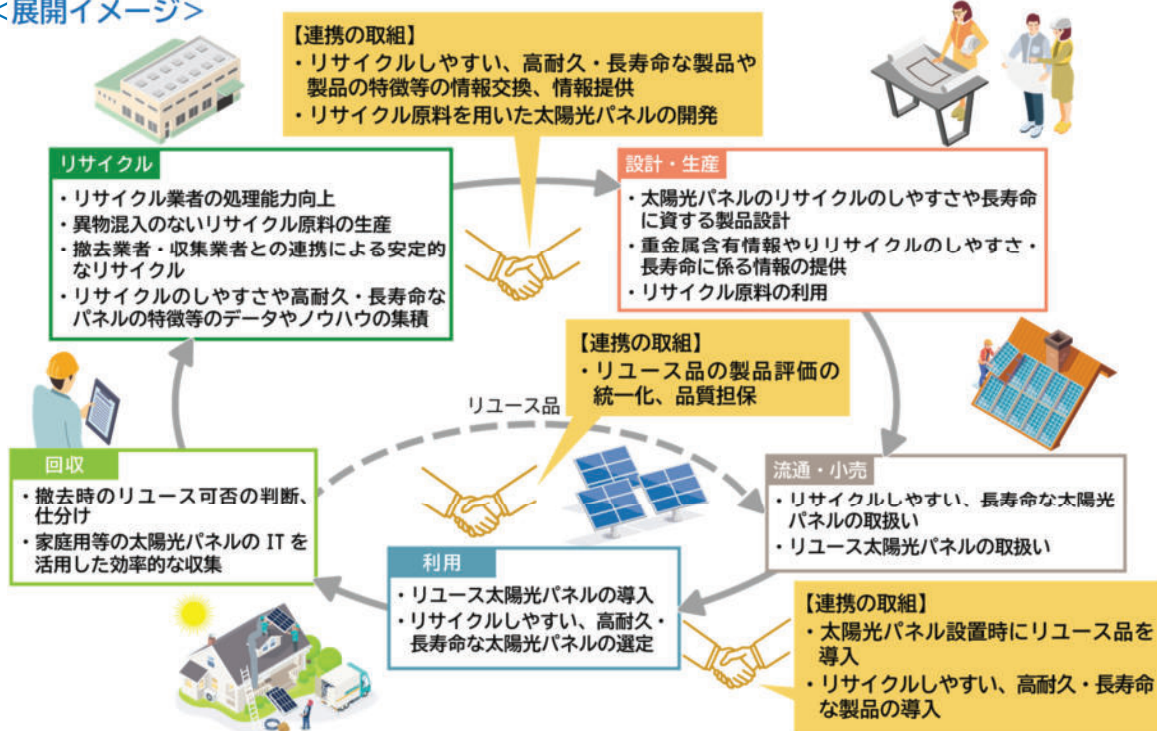 <展開イメージ>
【連携の取組】
・リサイクルしやすい、高耐久・長寿命な製品や
製品の特徴等の情報交換、情報提供
・リサイクル原料を用いた太陽光パネルの開発
リサイクル
・リサイクル業者の処理能力向上
・異物混入のないリサイクル原料の生産
・撤去業者・収集業者との連携による安定的
なリサイクル
・リサイクルのしやすさや高耐久・長寿命な
パネルの特徴等のデータやノウハウの集積
設計・生産
・太陽光パネルのリサイクルのしやすさや長寿命
に資する製品設計
・重金属含有情報やりリサイクルのしやすさ・
長寿命に係る情報の提供
・リサイクル原料の利用
【連携の取組】
・リユース品の製品評価の
統一化、品質担保
リユース品
回収
・撤去時のリユース可否の判断、
仕分け
・家庭用等の太陽光パネルの IT を
活用した効率的な収集
流通・小売
・リサイクルしやすい、長寿命な太陽光
パネルの取扱い
・リユース太陽光パネルの取扱い
利用
・リユース太陽光パネルの導入
・リサイクルしやすい、高耐久・
長寿命な太陽光パネルの選定
【連携の取組】
・太陽光パネル設置時にリユース品を
導入
・リサイクルしやすい、高耐久・長寿命
な製品の導入